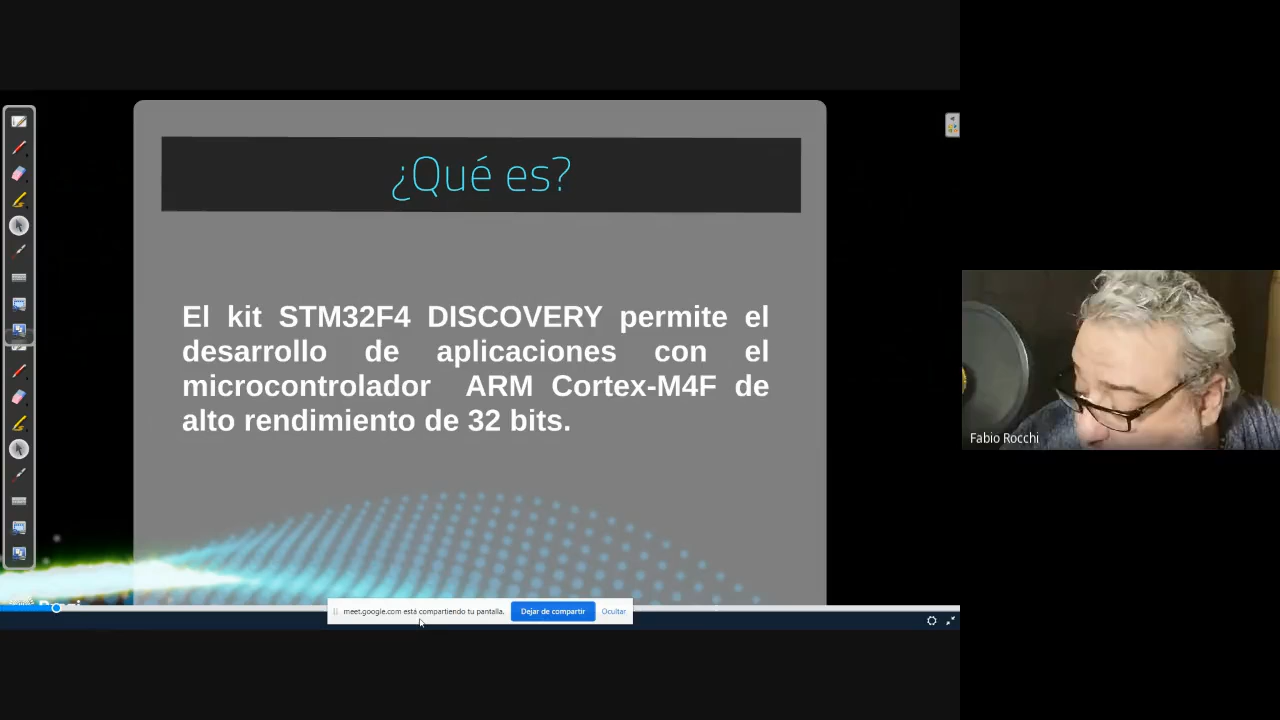 ¿Qué es?
El kit STM32F4 DISCOVERY permite el
desarrollo de aplicaciones con el
microcontrolador ARM Cortex-M4F de
alto rendimiento de 32 bits.
Fabio Rocchi
meet.google.com está compartiendo tu pantalla.
Dejar de compartir
Ocultar